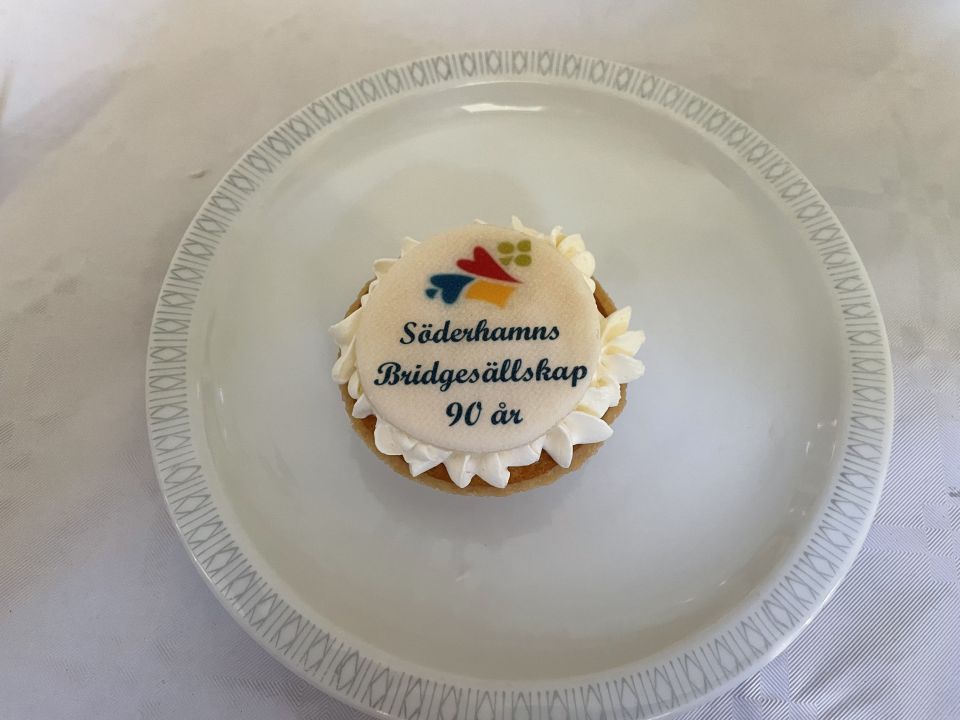 Söderhamns
Bridgesällskap
90 år